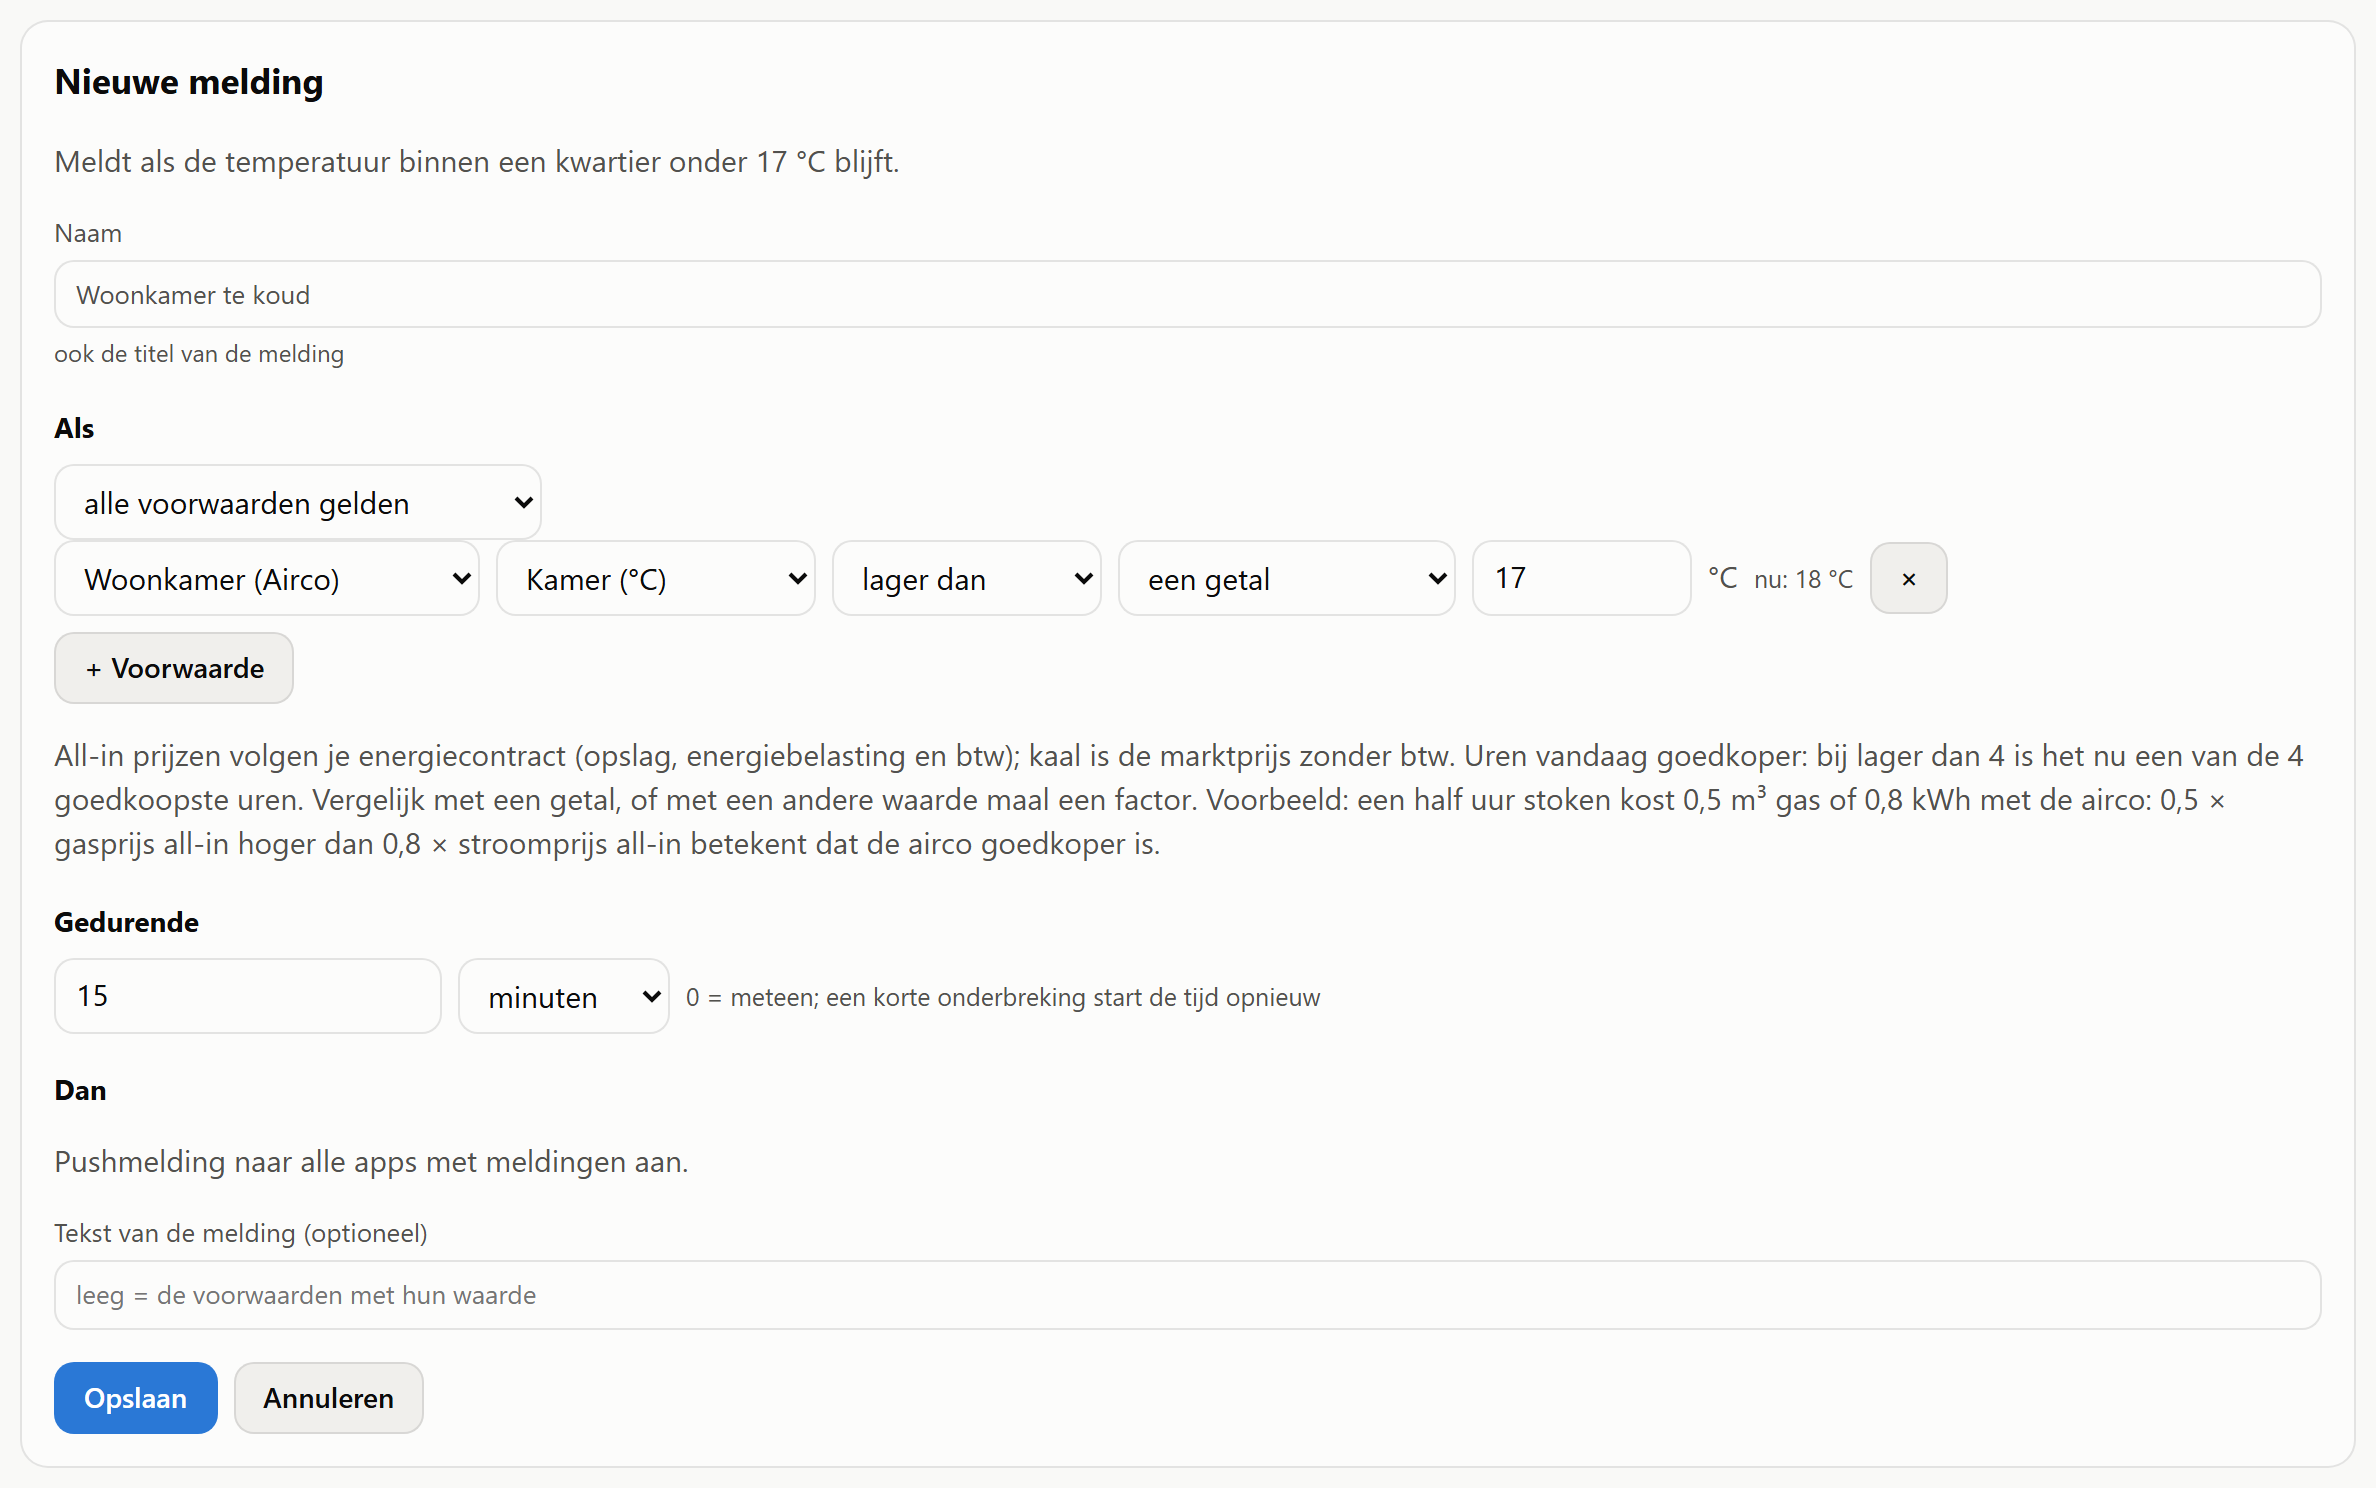 Nieuwe melding
Meldt als de temperatuur binnen een kwartier onder 17 °C blijft.
Naam
Woonkamer te koud
ook de titel van de melding
Als
alle voorwaarden gelden
Woonkamer (Airco) Kamer (°C) lager dan een getal 17 °C nu: 18 °C ×
+ Voorwaarde
All-in prijzen volgen je energiecontract (opslag, energiebelasting en btw); kaal is de marktprijs zonder btw. Uren vandaag goedkoper: bij lager dan 4 is het nu een van de 4
goedkoopste uren. Vergelijk met een getal, of met een andere waarde maal een factor. Voorbeeld: een half uur stoken kost 0,5 m³ gas of 0,8 kWh met de airco: 0,5 ×
gasprijs all-in hoger dan 0,8 × stroomprijs all-in betekent dat de airco goedkoper is.
Gedurende
15 minuten 0 = meteen; een korte onderbreking start de tijd opnieuw
Dan
Pushmelding naar alle apps met meldingen aan.
Tekst van de melding (optioneel)
leeg = de voorwaarden met hun waarde
Opslaan Annuleren